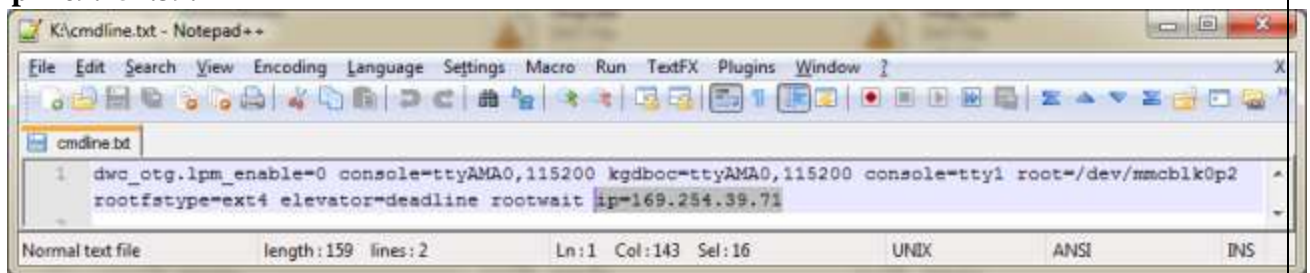 K:\cmdline.txt - Notepad++
File Edit Search View Encoding Language Settings Macro Run TextFX Plugins Window ? X
cmdline.txt
1 dwc_otg.lpm_enable=0 console=ttyAMA0,115200 kgdboc=ttyAMA0,115200 console=tty1 root=/dev/mmcblk0p2
rootfstype=ext4 elevator=deadline rootwait ip=169.254.39.71
Normal text file length : 159 lines : 2 Ln : 1 Col : 143 Sel : 16 UNIX ANSI INS